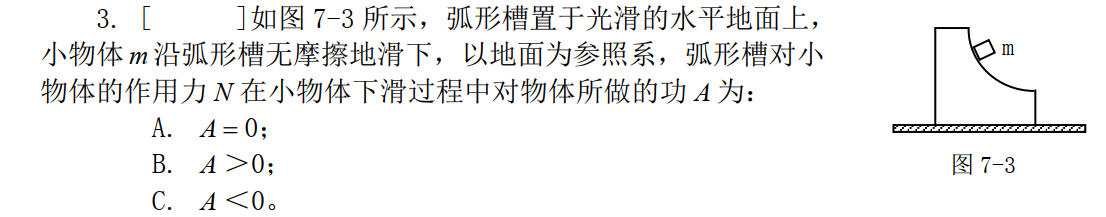 3. [      ]如图 7-3 所示，弧形槽置于光滑的水平地面上，
小物体 m 沿弧形槽无摩擦地滑下，以地面为参照系，弧形槽对小
物体的作用力 N 在小物体下滑过程中对物体所做的功 A 为：
A. A＝0；
B. A＞0；
C. A＜0。
m
图 7-3